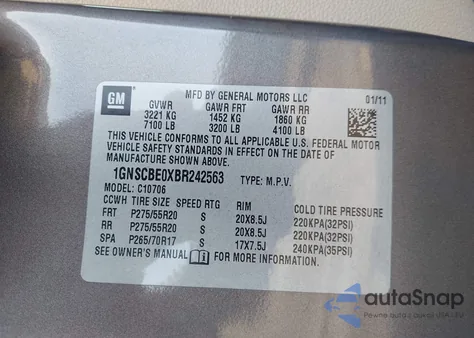 GM
MFD BY GENERAL MOTORS LLC
01/11
GVWR GAWR FRT GAWR RR
3221 KG 1452 KG 1860 KG
7100 LB 3200 LB 4100 LB
THIS VEHICLE CONFORMS TO ALL APPLICABLE U.S. FEDERAL MOTOR
VEHICLE SAFETY STANDARDS IN EFFECT ON THE DATE OF
MANUFACTURE SHOWN ABOVE.
1GNSCBE0XBR242563 TYPE: M.P.V.
MODEL: C10706
CCWH TIRE SIZE SPEED RTG RIM COLD TIRE PRESSURE
FRT P275/55R20 S 20X8.5J 220KPA(32PSI)
RR P275/55R20 S 20X8.5J 220KPA(32PSI)
SPA P265/70R17 S 17X7.5J 240KPA(35PSI)
SEE OWNER'S MANUAL FOR MORE INFORMATION.
autoSnap
Pewne auto z USA i EU